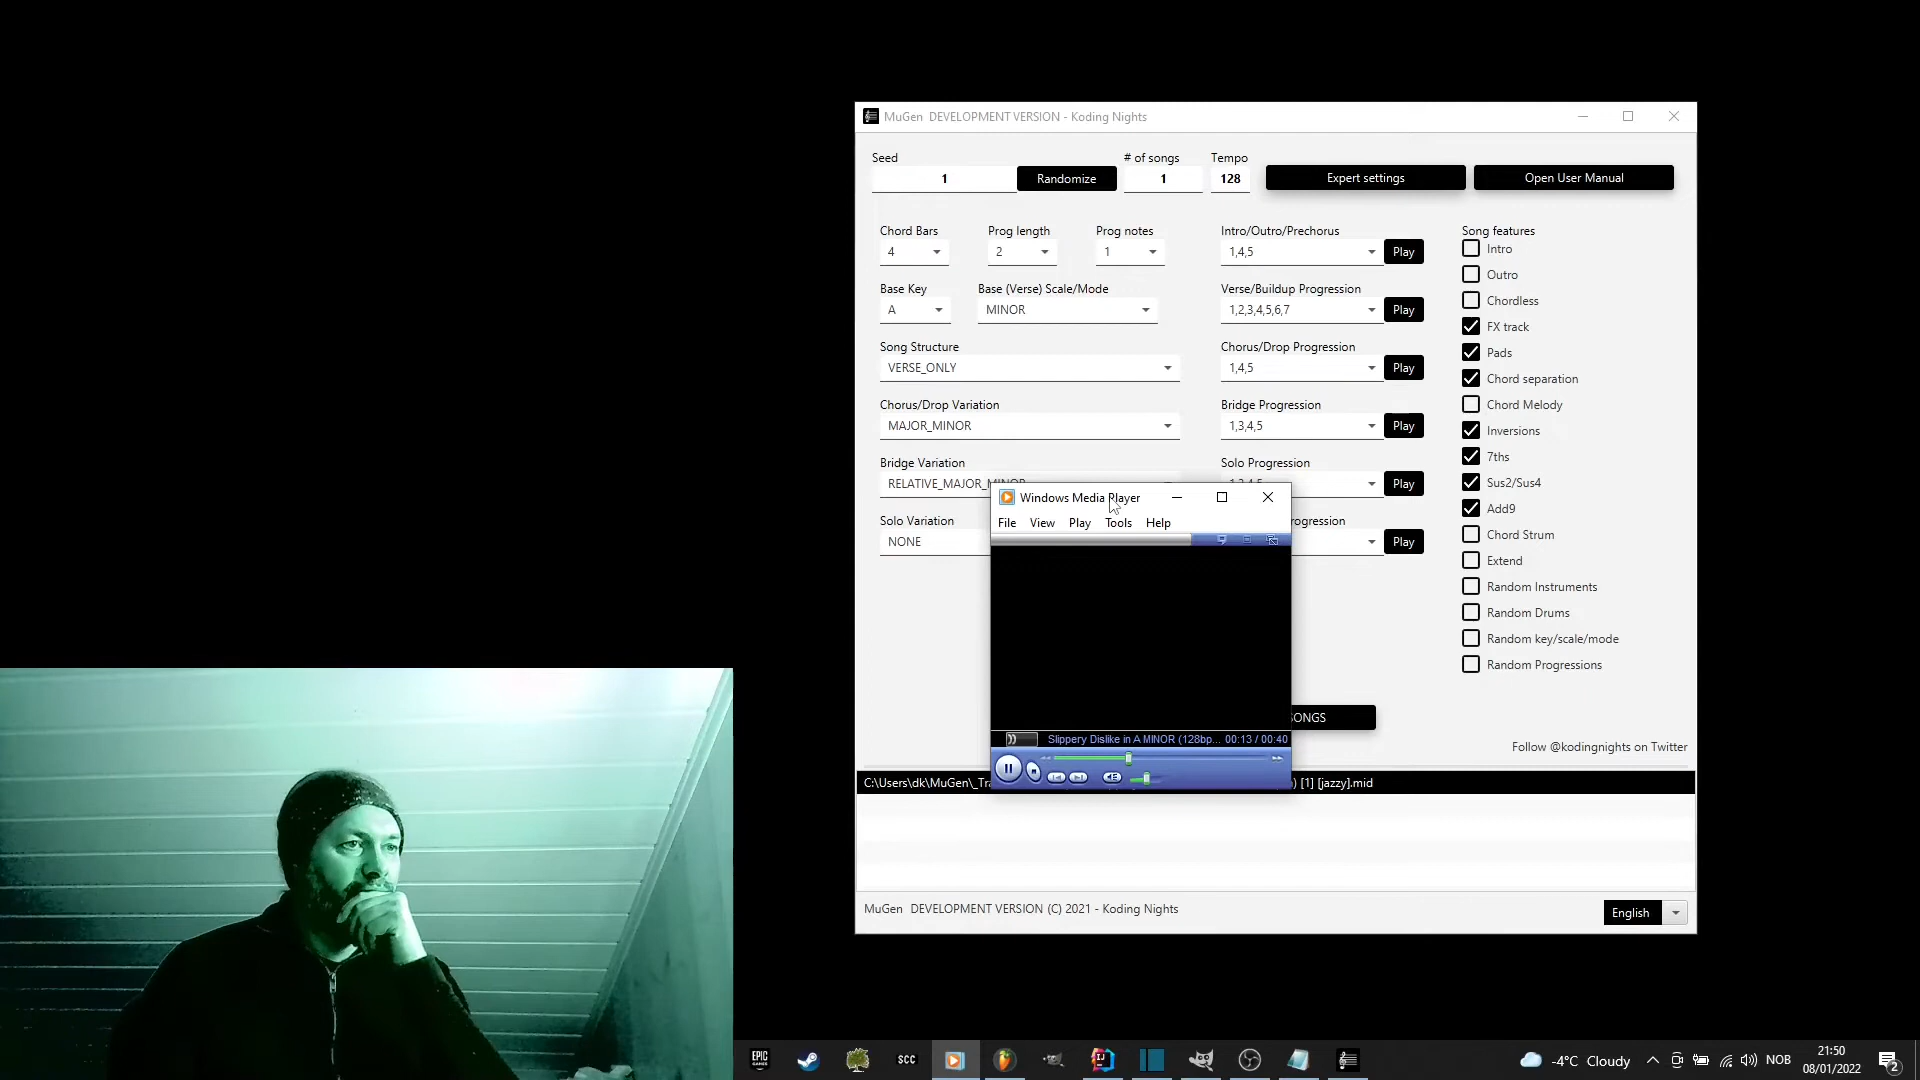 MuGen  DEVELOPMENT VERSION - Koding Nights
Seed
# of songs
Tempo
1
Randomize
1
128
Expert settings
Open User Manual
Chord Bars
Prog length
Prog notes
Intro/Outro/Prechorus
Song features
4
2
1
1,4,5
Play
Intro
Outro
Base Key
Base (Verse) Scale/Mode
Verse/Buildup Progression
Chordless
A
MINOR
1,2,3,4,5,6,7
Play
FX track
Song Structure
Chorus/Drop Progression
Pads
VERSE_ONLY
1,4,5
Play
Chord separation
Chorus/Drop Variation
Bridge Progression
Chord Melody
MAJOR_MINOR
1,3,4,5
Play
Inversions
Bridge Variation
Solo Progression
7ths
RELATIVE_MAJOR_MINOR
Play
Sus2/Sus4
Windows Media Player
Add9
File View Play Tools Help
Solo Variation
rogression
Chord Strum
NONE
Play
Extend
Random Instruments
Random Drums
Random key/scale/mode
Random Progressions
SONGS
Slippery Dislike in A MINOR (128bp... 00:13 / 00:40
Follow @kodingnights on Twitter
C:\Users\dk\MuGen\_Tra
) [1] [jazzy].mid
MuGen  DEVELOPMENT VERSION (C) 2021 - Koding Nights
English
EPIC
GAMES
SCC
-4°C Cloudy
NOB
21:50
08/01/2022
2